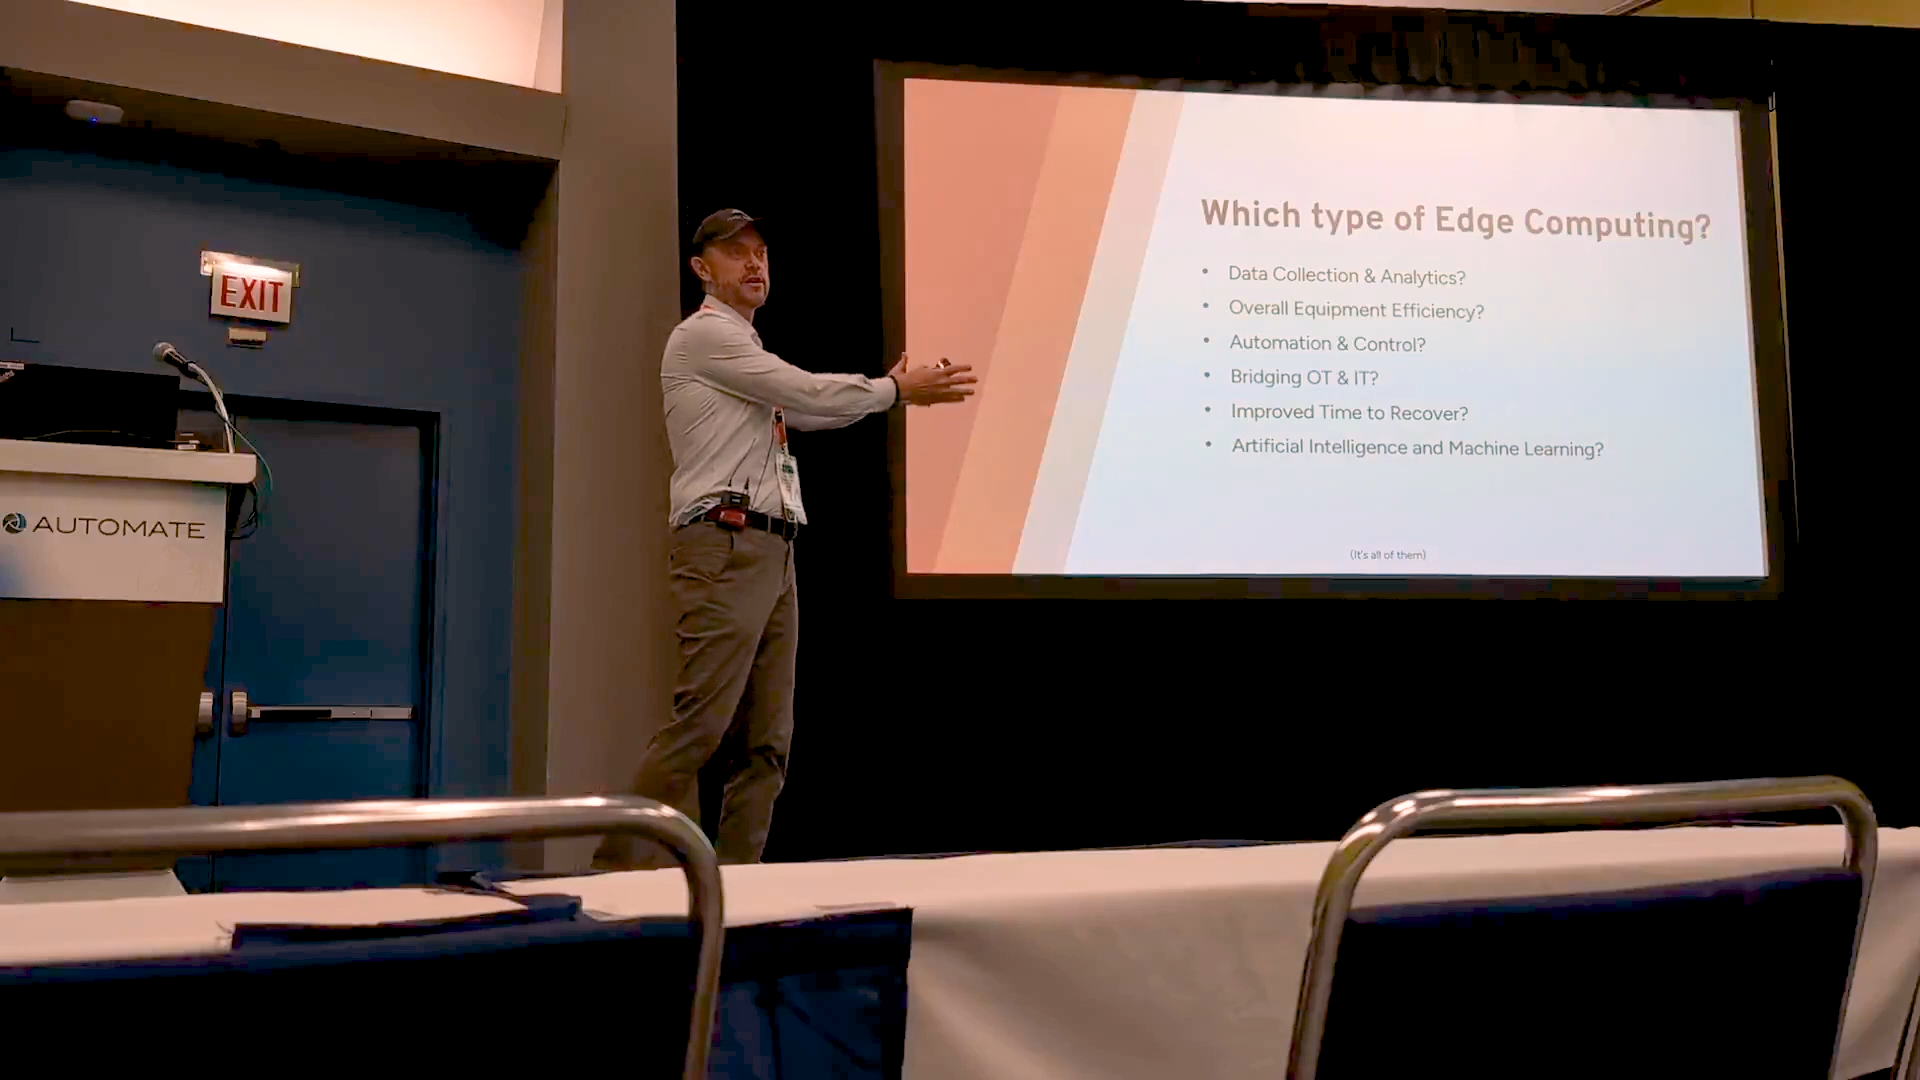 EXIT
AUTOMATE
Which type of Edge Computing?
• Data Collection & Analytics?
• Overall Equipment Efficiency?
• Automation & Control?
• Bridging OT & IT?
• Improved Time to Recover?
• Artificial Intelligence and Machine Learning?
(It's all of them)